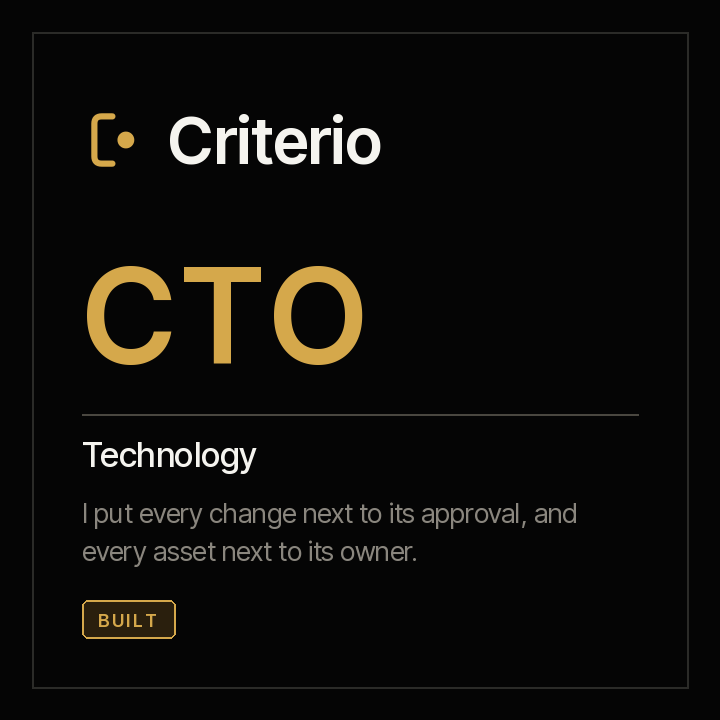 Criterio
CTO
Technology
I put every change next to its approval, and
every asset next to its owner.
BUILT